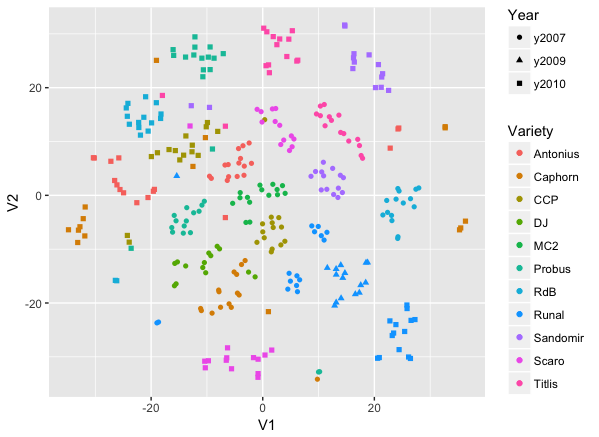 Year
y2007
y2009
y2010
Variety
Antonius
Caphorn
CCP
DJ
MC2
Probus
RdB
Runal
Sandomir
Scaro
Titlis
V2
20
0
-20
-20
0
20
V1